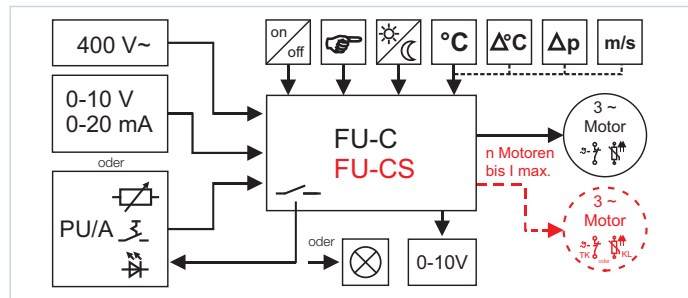 on
off
°C
Δ°C
Δp
m/s
400 V~
0-10 V
0-20 mA
oder
PU/A
FU-C
FU-CS
3 ~
Motor
n Motoren
bis I max.
3 ~
Motor
TK
oder
KL
oder
0-10V